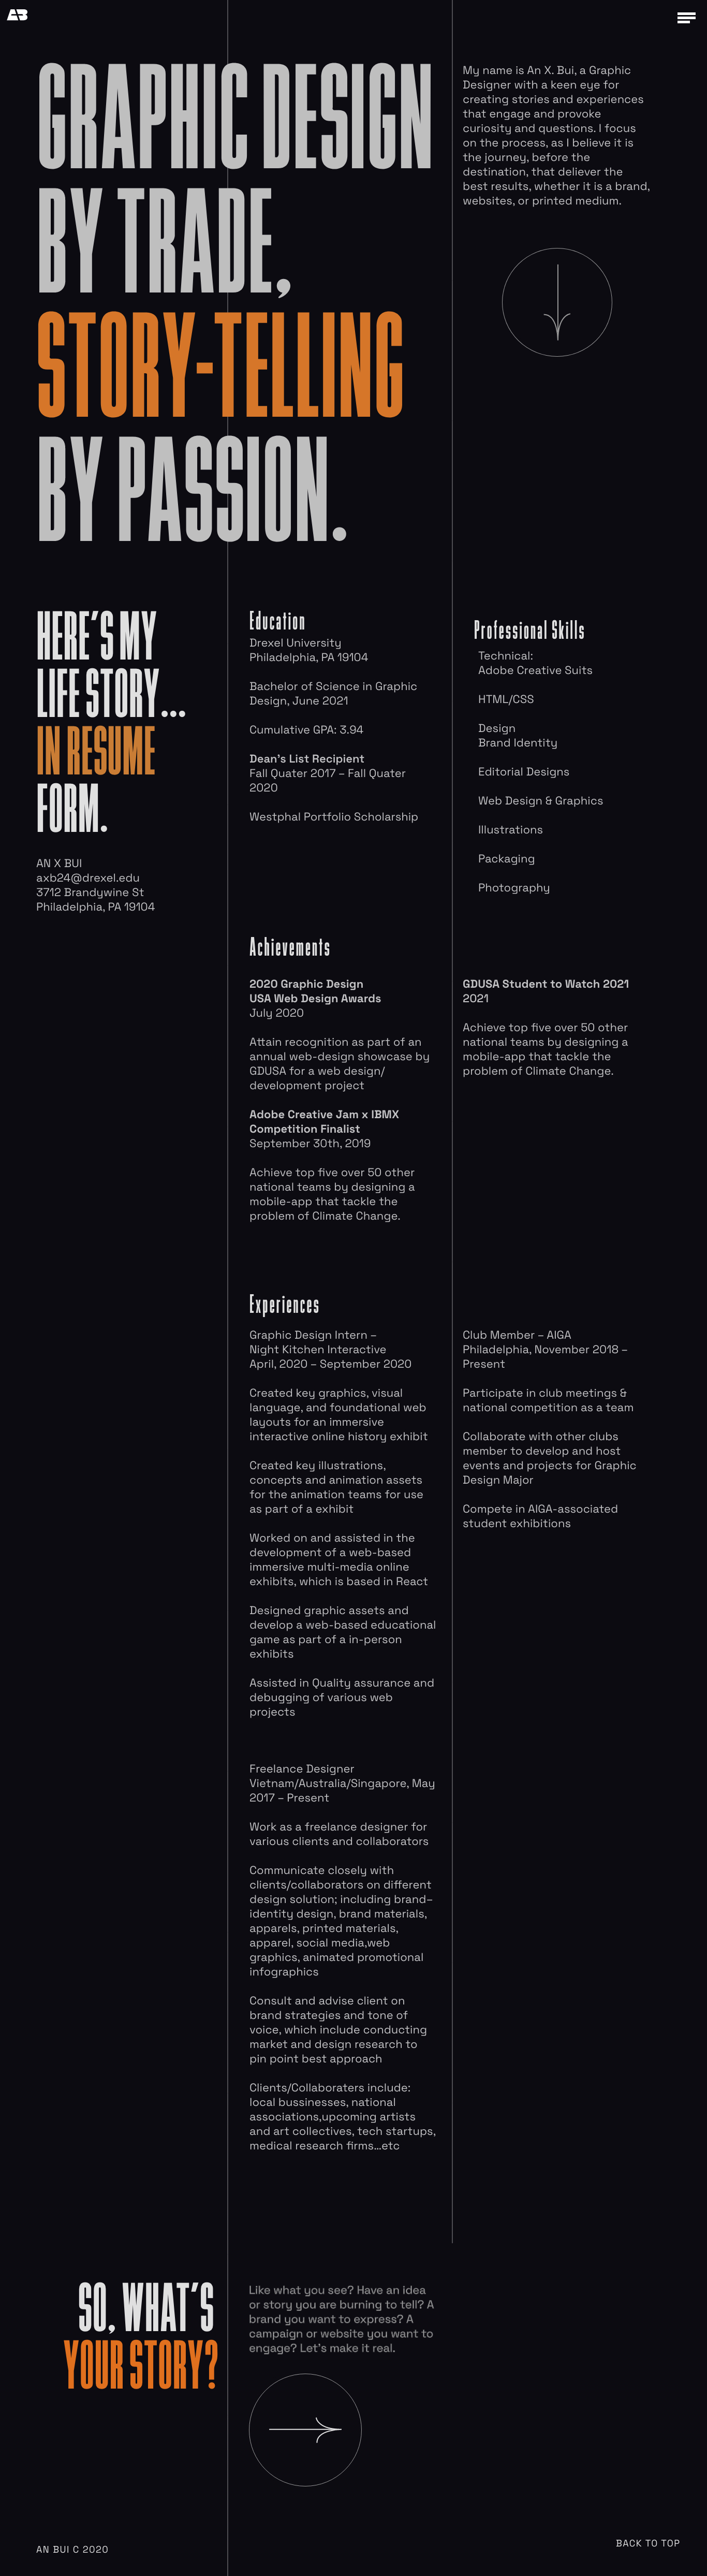 AB
GRAPHIC DESIGN
BY TRADE,
STORY-TELLING
BY PASSION.
My name is An X. Bui, a Graphic
Designer with a keen eye for
creating stories and experiences
that engage and provoke
curiosity and questions. I focus
on the process, as I believe it is
the journey, before the
destination, that deliever the
best results, whether it is a brand,
websites, or printed medium.
HERE'S MY
LIFE STORY...
IN RESUME
FORM.
AN X BUI
axb24@drexel.edu
3712 Brandywine St
Philadelphia, PA 19104
Education
Drexel University
Philadelphia, PA 19104
Bachelor of Science in Graphic
Design, June 2021
Cumulative GPA: 3.94
Dean's List Recipient
Fall Quater 2017 – Fall Quater
2020
Westphal Portfolio Scholarship
Professional Skills
Technical:
Adobe Creative Suits
HTML/CSS
Design
Brand Identity
Editorial Designs
Web Design & Graphics
Illustrations
Packaging
Photography
Achievements
2020 Graphic Design
USA Web Design Awards
July 2020
Attain recognition as part of an
annual web-design showcase by
GDUSA for a web design/
development project
Adobe Creative Jam x IBMX
Competition Finalist
September 30th, 2019
Achieve top five over 50 other
national teams by designing a
mobile-app that tackle the
problem of Climate Change.
GDUSA Student to Watch 2021
2021
Achieve top five over 50 other
national teams by designing a
mobile-app that tackle the
problem of Climate Change.
Experiences
Graphic Design Intern –
Night Kitchen Interactive
April, 2020 – September 2020
Created key graphics, visual
language, and foundational web
layouts for an immersive
interactive online history exhibit
Created key illustrations,
concepts and animation assets
for the animation teams for use
as part of a exhibit
Worked on and assisted in the
development of a web-based
immersive multi-media online
exhibits, which is based in React
Designed graphic assets and
develop a web-based educational
game as part of a in-person
exhibits
Assisted in Quality assurance and
debugging of various web
projects
Freelance Designer
Vietnam/Australia/Singapore, May
2017 – Present
Work as a freelance designer for
various clients and collaborators
Communicate closely with
clients/collaborators on different
design solution; including brand–
identity design, brand materials,
apparels, printed materials,
apparel, social media,web
graphics, animated promotional
infographics
Consult and advise client on
brand strategies and tone of
voice, which include conducting
market and design research to
pin point best approach
Clients/Collaboraters include:
local bussinesses, national
associations,upcoming artists
and art collectives, tech startups,
medical research firms...etc
Club Member – AIGA
Philadelphia, November 2018 –
Present
Participate in club meetings &
national competition as a team
Collaborate with other clubs
member to develop and host
events and projects for Graphic
Design Major
Compete in AIGA-associated
student exhibitions
SO, WHAT'S
YOUR STORY?
Like what you see? Have an idea
or story you are burning to tell? A
brand you want to express? A
campaign or website you want to
engage? Let's make it real.
AN BUI C 2020
BACK TO TOP